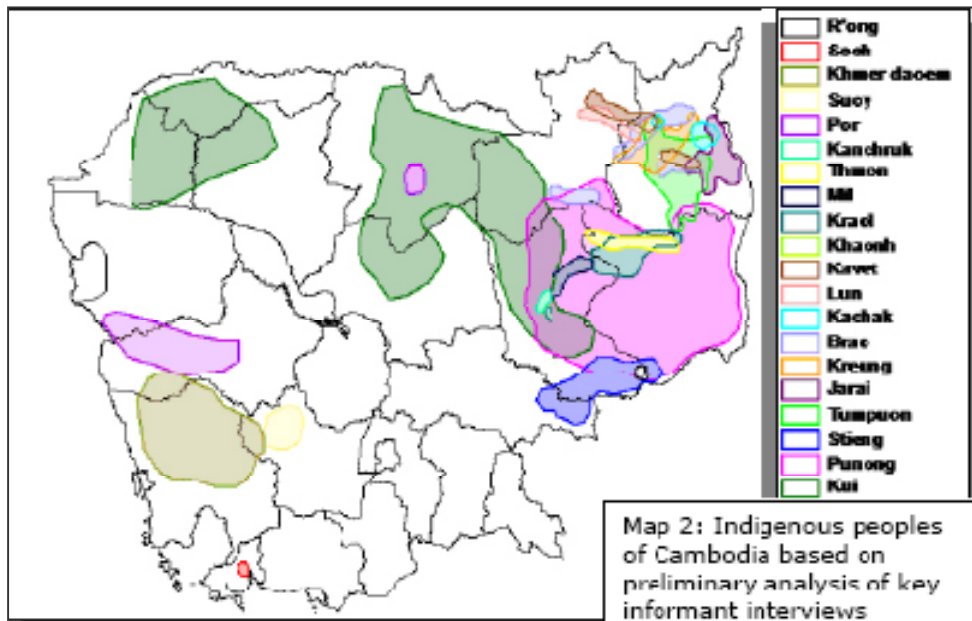 R'ong
Saoch
Khmer daoem
Suoy
Por
Kanchruk
Thmon
Mil
Kraol
Khaonh
Kavet
Lun
Kachak
Brao
Kreung
Jarai
Tumpuon
Stieng
Punong
Kui
Map 2: Indigenous peoples
of Cambodia based on
preliminary analysis of key
informant interviews